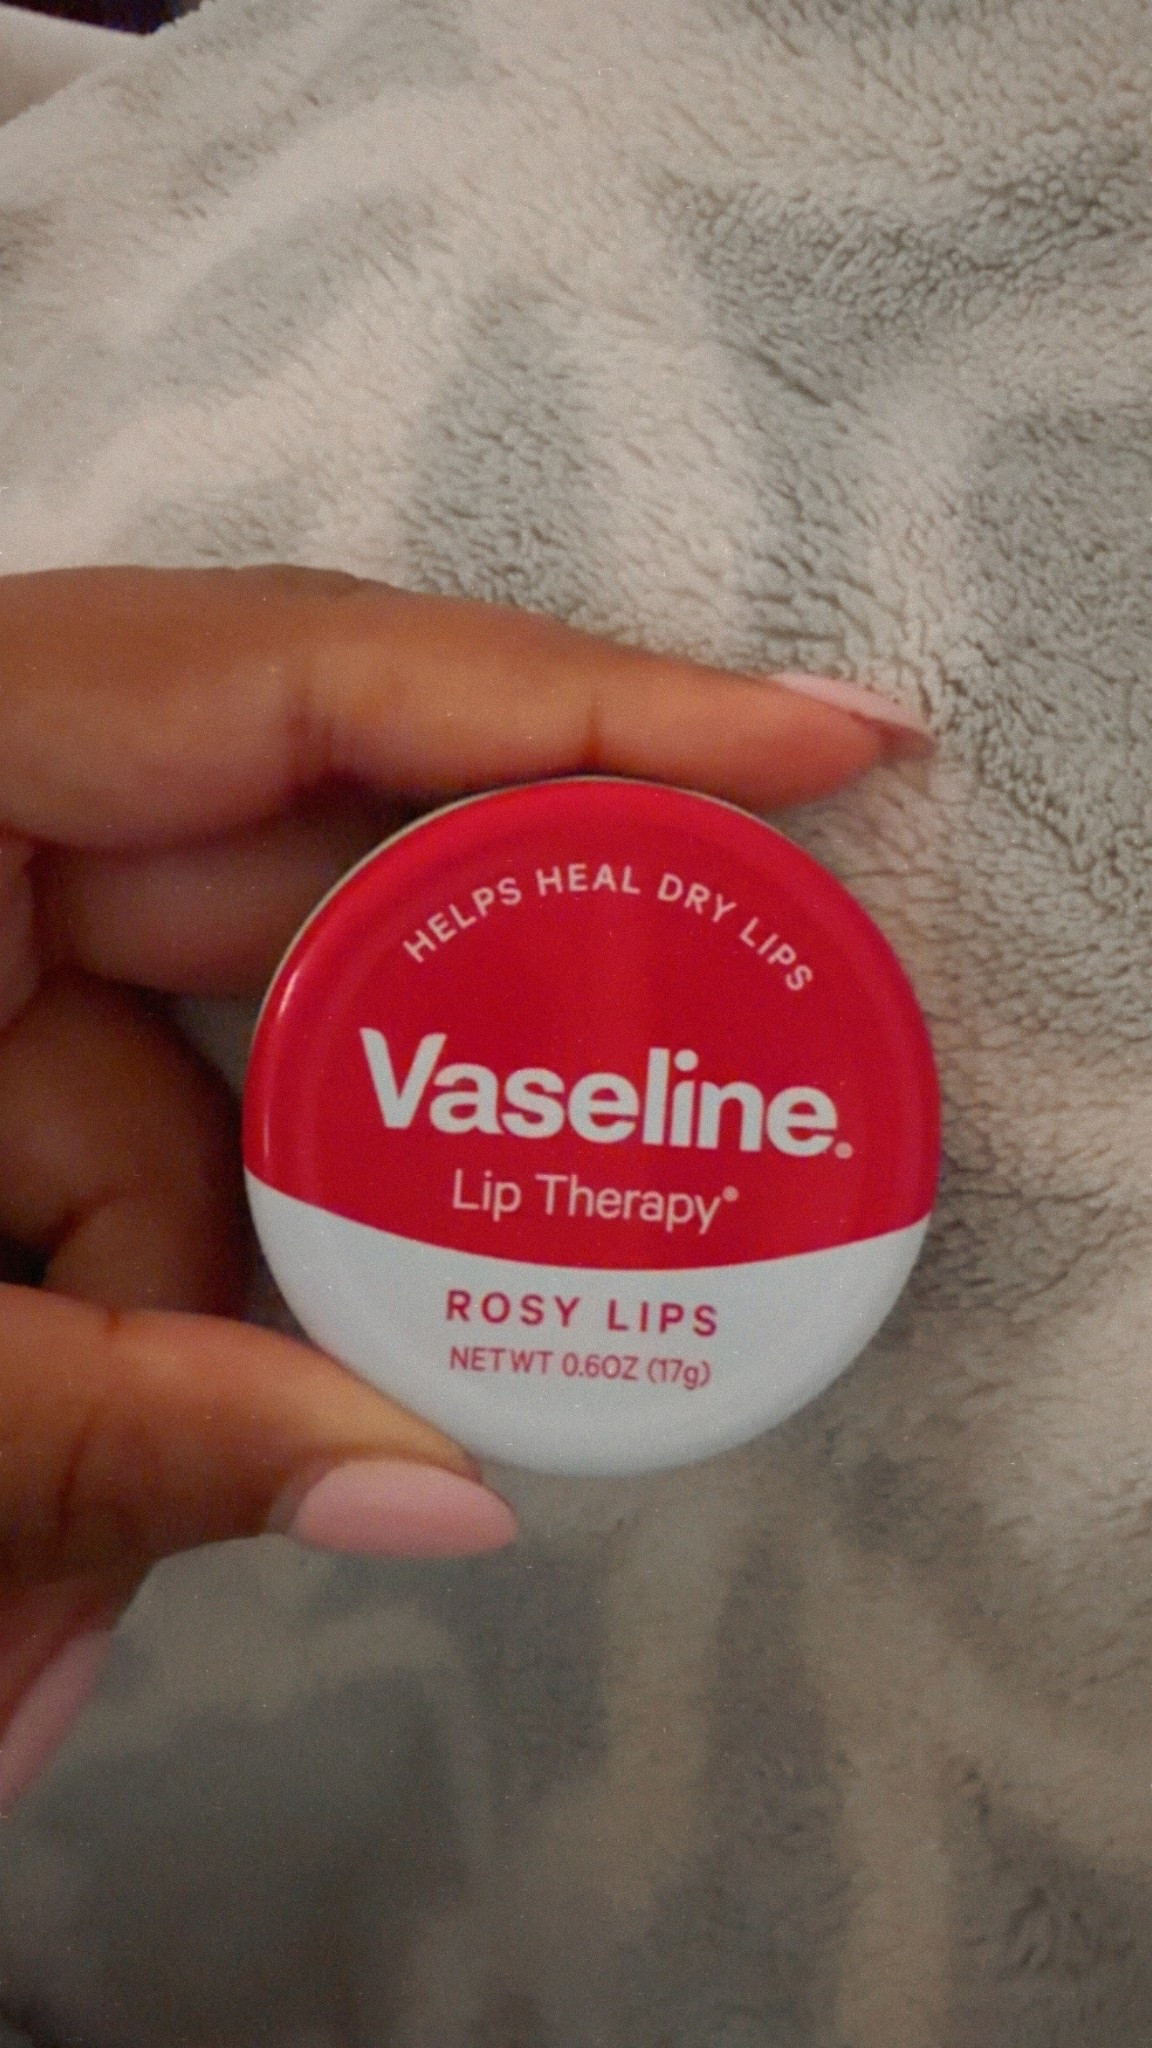 HELPS HEAL DRY LIPS
Vaseline®
Lip Therapy®
ROSY LIPS
NET WT 0.6OZ (17g)